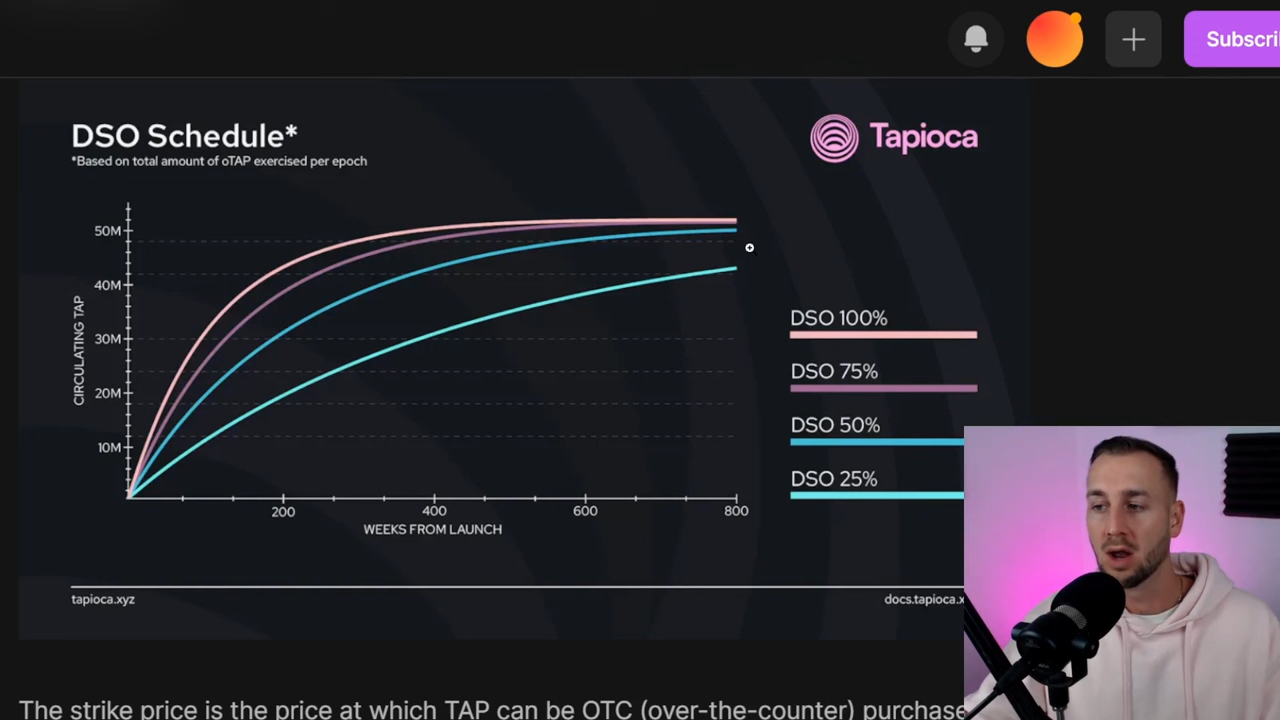 Subscri
DSO Schedule*
*Based on total amount of oTAP exercised per epoch
Tapioca
50M
40M
30M
20M
10M
CIRCULATING TAP
200
400
600
800
WEEKS FROM LAUNCH
DSO 100%
DSO 75%
DSO 50%
DSO 25%
tapioca.xyz
docs.tapioca.x
The strike price is the price at which TAP can be OTC (over-the-counter) purchase